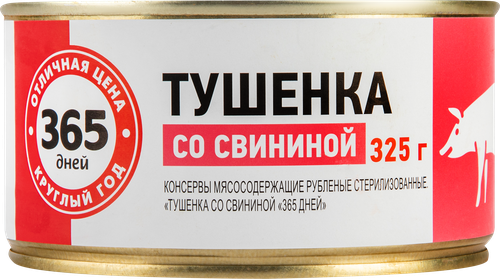 ОТЛИЧНАЯ ЦЕНА
365
дней
КРУГЛЫЙ ГОД
ТУШЕНКА
СО СВИНИНОЙ 325 г
КОНСЕРВЫ МЯСОСОДЕРЖАЩИЕ РУБЛЕНЫЕ СТЕРИЛИЗОВАННЫЕ.
«ТУШЕНКА СО СВИНИНОЙ «365 ДНЕЙ»